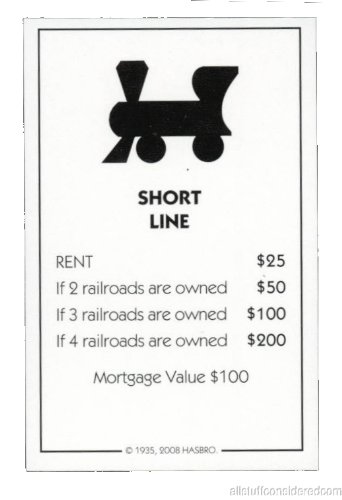 SHORT
LINE
RENT $25
If 2 railroads are owned $50
If 3 railroads are owned $100
If 4 railroads are owned $200
Mortgage Value $100
© 1935, 2008 HASBRO.
allstuffconsidered.com